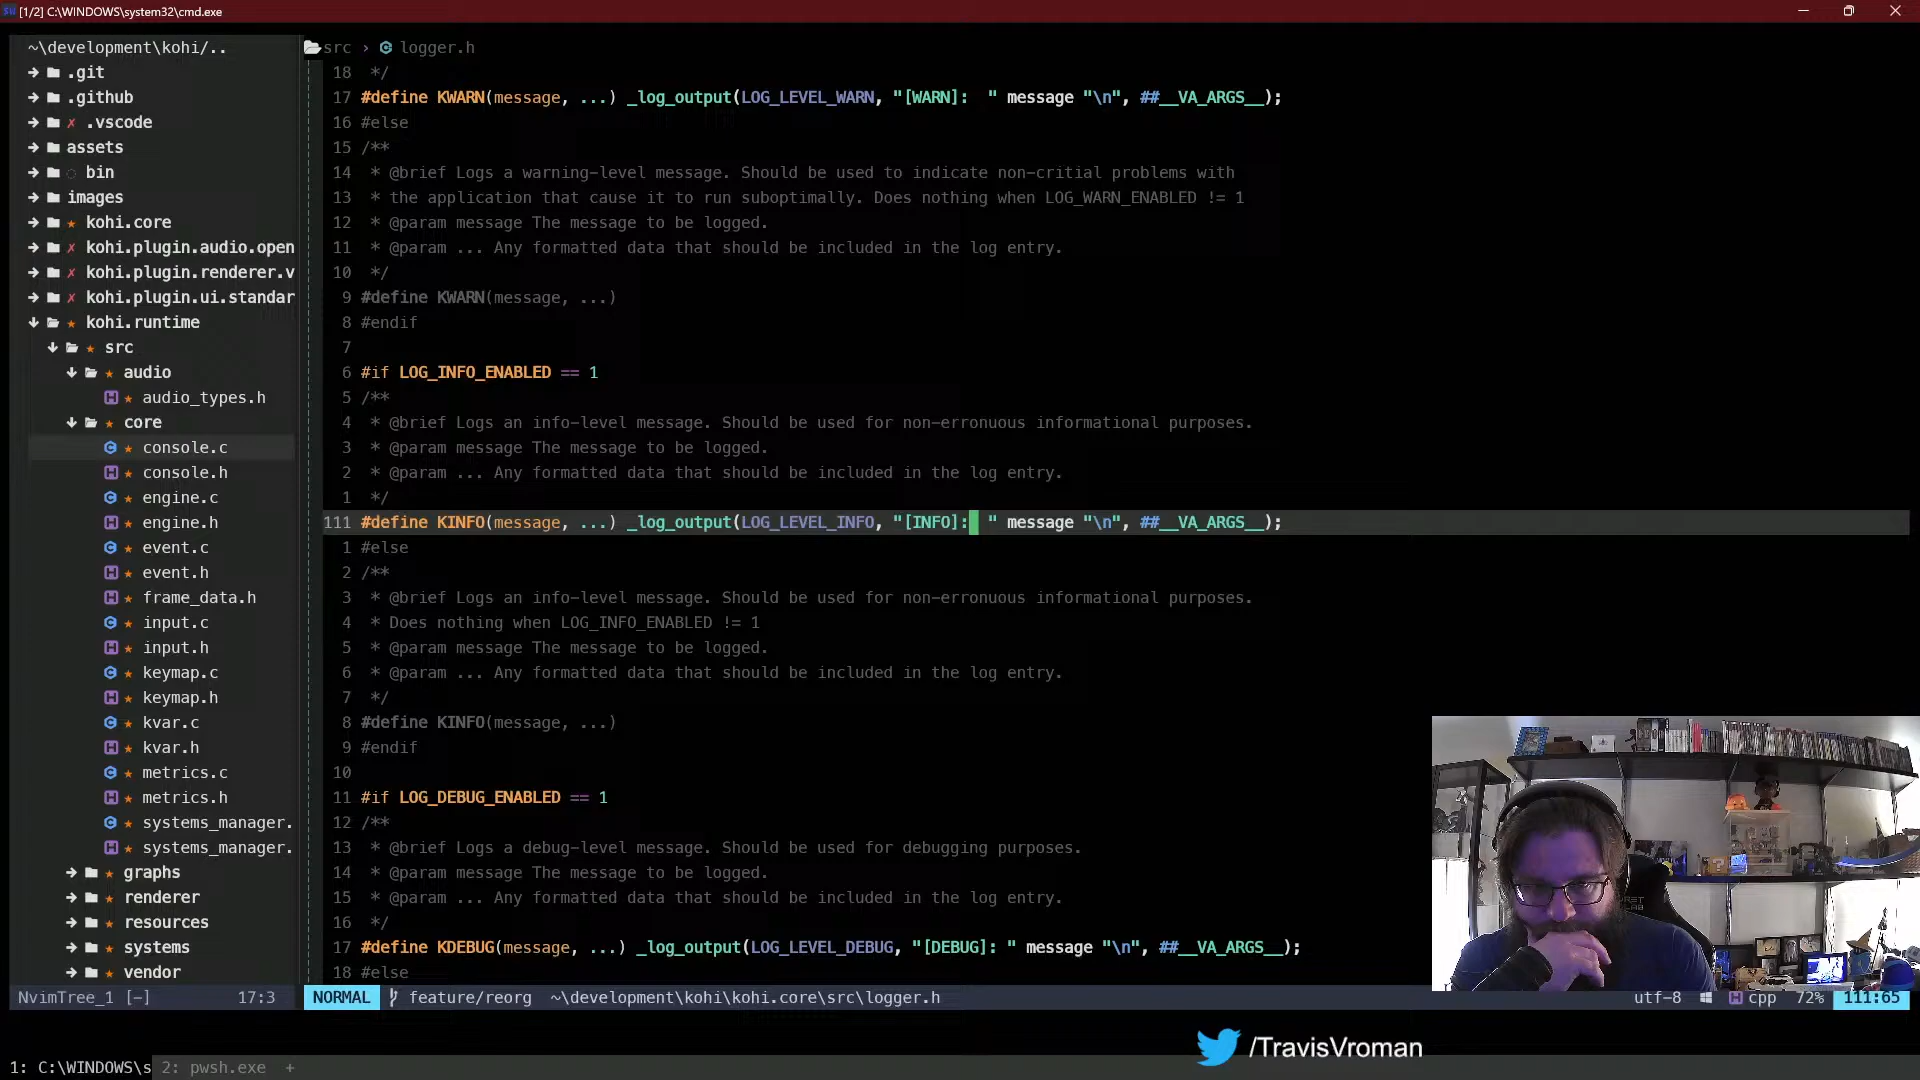 [1/2] C:\WINDOWS\system32\cmd.exe
~\development\kohi/..
.git
.github
✗ .vscode
assets
bin
images
kohi.core
✗ kohi.plugin.audio.open
✗ kohi.plugin.renderer.v
✗ kohi.plugin.ui.standar
kohi.runtime
src
audio
audio_types.h
core
console.c
console.h
engine.c
engine.h
event.c
event.h
frame_data.h
input.c
input.h
keymap.c
keymap.h
kvar.c
kvar.h
metrics.c
metrics.h
systems_manager.
systems_manager.
graphs
renderer
resources
systems
vendor
NvimTree_1 [-] 17:3
src › logger.h
18 */
17 #define KWARN(message, ...) _log_output(LOG_LEVEL_WARN, "[WARN]:  " message "\n", ##__VA_ARGS__);
16 #else
15 /**
14 * @brief Logs a warning-level message. Should be used to indicate non-critial problems with
13 * the application that cause it to run suboptimally. Does nothing when LOG_WARN_ENABLED != 1
12 * @param message The message to be logged.
11 * @param ... Any formatted data that should be included in the log entry.
10 */
9 #define KWARN(message, ...)
8 #endif
7
6 #if LOG_INFO_ENABLED == 1
5 /**
4 * @brief Logs an info-level message. Should be used for non-erronuous informational purposes.
3 * @param message The message to be logged.
2 * @param ... Any formatted data that should be included in the log entry.
1 */
111 #define KINFO(message, ...) _log_output(LOG_LEVEL_INFO, "[INFO]:  " message "\n", ##__VA_ARGS__);
1 #else
2 /**
3 * @brief Logs an info-level message. Should be used for non-erronuous informational purposes.
4 * Does nothing when LOG_INFO_ENABLED != 1
5 * @param message The message to be logged.
6 * @param ... Any formatted data that should be included in the log entry.
7 */
8 #define KINFO(message, ...)
9 #endif
10
11 #if LOG_DEBUG_ENABLED == 1
12 /**
13 * @brief Logs a debug-level message. Should be used for debugging purposes.
14 * @param message The message to be logged.
15 * @param ... Any formatted data that should be included in the log entry.
16 */
17 #define KDEBUG(message, ...) _log_output(LOG_LEVEL_DEBUG, "[DEBUG]: " message "\n", ##__VA_ARGS__);
18 #else
NORMAL feature/reorg ~\development\kohi\kohi.core\src\logger.h utf-8 cpp 72% 111:65
/TravisVroman
1: C:\WINDOWS\s 2: pwsh.exe +